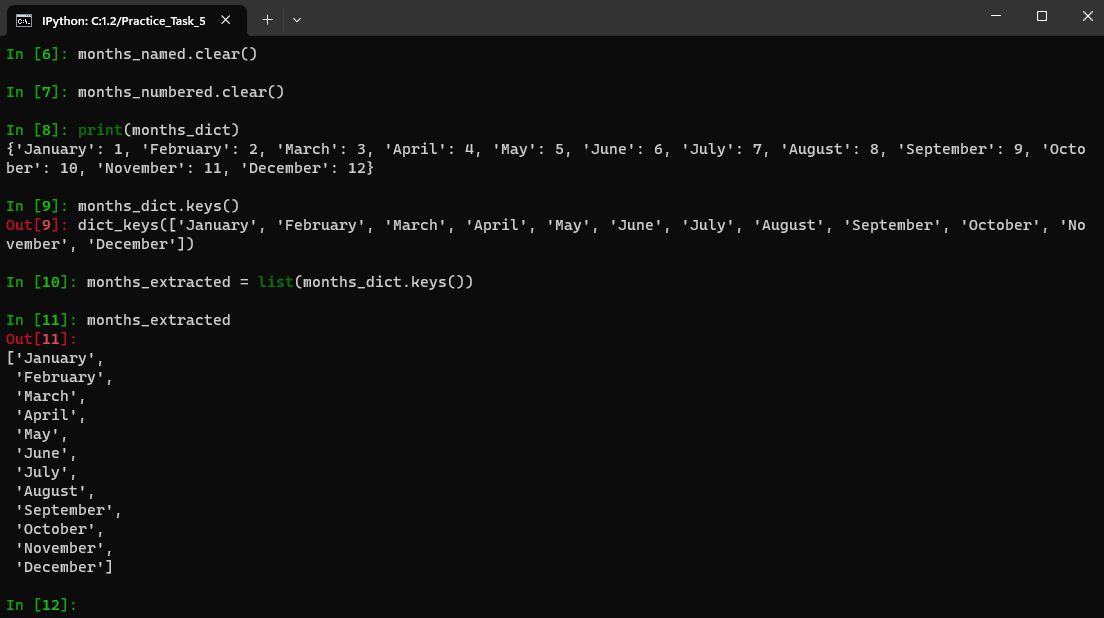 IPython: C:1.2/Practice_Task_5
In [6]: months_named.clear()
In [7]: months_numbered.clear()
In [8]: print(months_dict)
{'January': 1, 'February': 2, 'March': 3, 'April': 4, 'May': 5, 'June': 6, 'July': 7, 'August': 8, 'September': 9, 'Octo
ber': 10, 'November': 11, 'December': 12}
In [9]: months_dict.keys()
Out[9]: dict_keys(['January', 'February', 'March', 'April', 'May', 'June', 'July', 'August', 'September', 'October', 'No
vember', 'December'])
In [10]: months_extracted = list(months_dict.keys())
In [11]: months_extracted
Out[11]:
['January',
 'February',
 'March',
 'April',
 'May',
 'June',
 'July',
 'August',
 'September',
 'October',
 'November',
 'December']
In [12]: